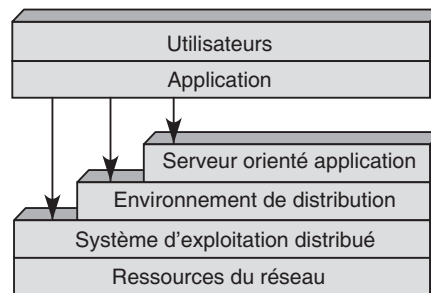 Utilisateurs
Application
Serveur orienté application
Environnement de distribution
Système d'exploitation distribué
Ressources du réseau